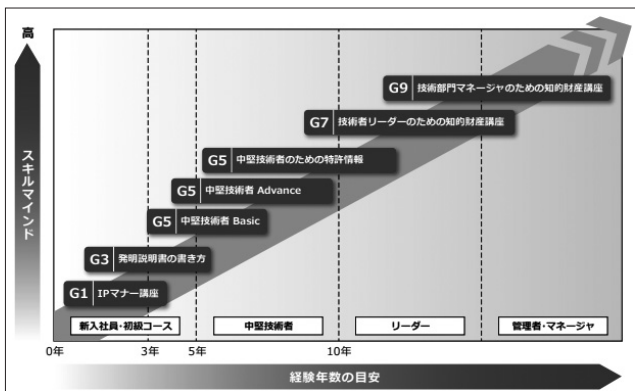 高
スキルマインド
G9 技術部門マネージャのための知的財産講座
G7 技術者リーダーのための知的財産講座
G5 中堅技術者のための特許情報
G5 中堅技術者 Advance
G5 中堅技術者 Basic
G3 発明説明書の書き方
G1 IPマナー講座
新入社員・初級コース 中堅技術者 リーダー 管理者・マネージャ
0年 3年 5年 10年
経験年数の目安